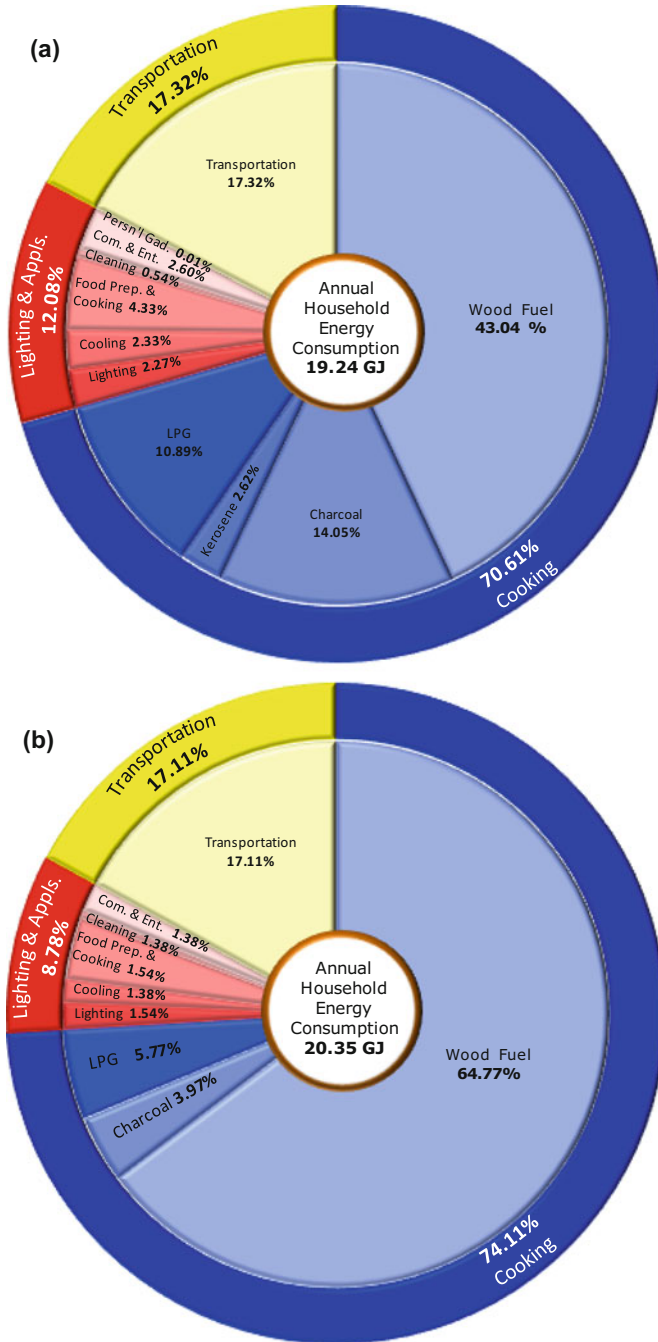 (a)
Transportation
17.32%
Transportation
17.32%
Lighting & Appls.
12.08%
Persn'l Gad. 0.01%
Com. & Ent. 2.60%
Cleaning 0.54%
Food Prep. &
Cooking 4.33%
Cooling 2.33%
Lighting 2.27%
Annual
Household
Energy
Consumption
19.24 GJ
Wood Fuel
43.04 %
LPG
10.89%
Kerosene 2.62%
Charcoal
14.05%
70.61%
Cooking
(b)
Transportation
17.11%
Transportation
17.11%
Lighting & Appls.
8.78%
Com. & Ent. 1.38%
Cleaning 1.38%
Food Prep. &
Cooking 1.54%
Cooling 1.38%
Lighting 1.54%
Annual
Household
Energy
Consumption
20.35 GJ
Wood Fuel
64.77%
LPG 5.77%
Charcoal 3.97%
74.11%
Cooking